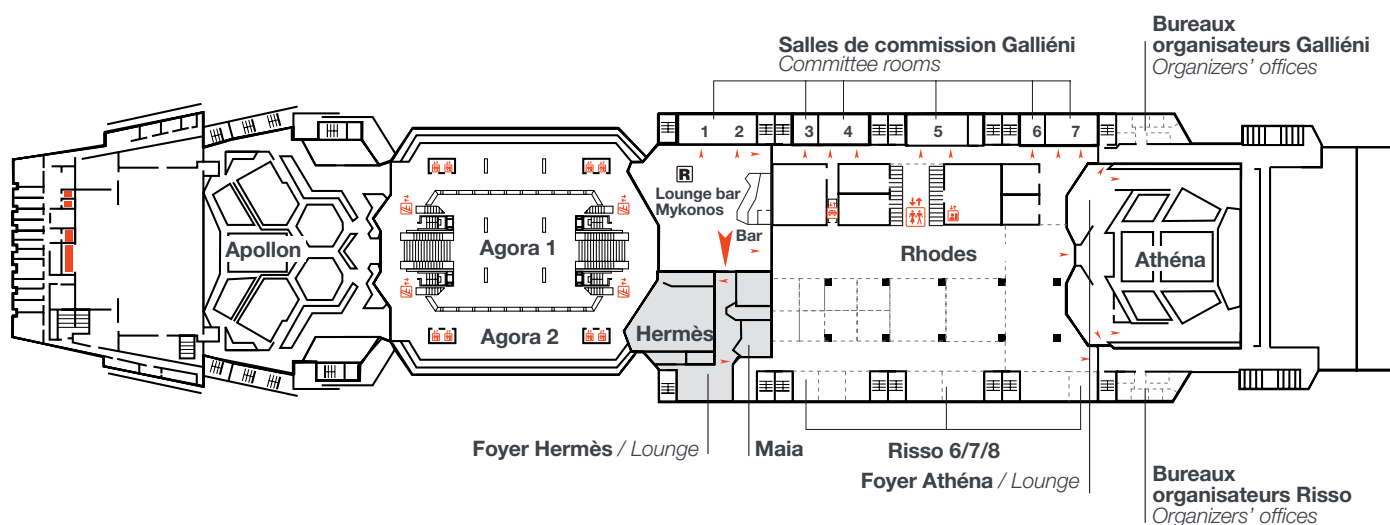 Salles de commission Galliéni
Committee rooms
Bureaux
organisateurs Galliéni
Organizers' offices
1 2 3 4 5 6 7
R
Lounge bar
Mykonos
Bar
Apollon
Agora 1
Rhodes
Athéna
Agora 2
Hermès
Foyer Hermès / Lounge
Maia
Risso 6/7/8
Foyer Athéna / Lounge
Bureaux
organisateurs Risso
Organizers' offices